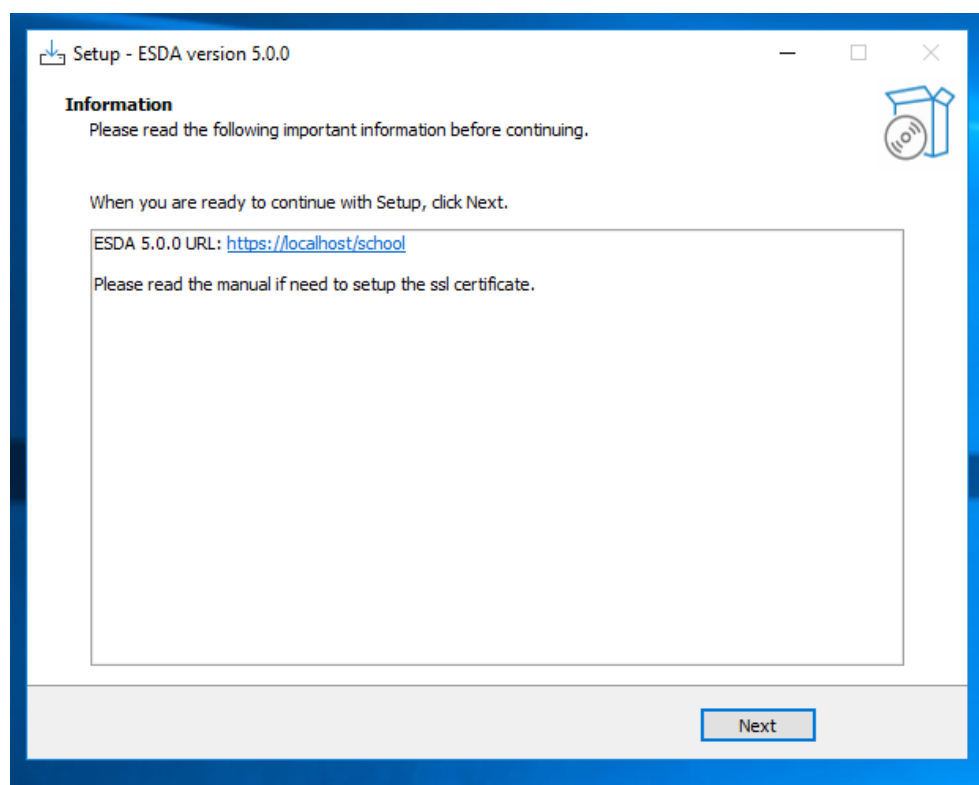 Setup - ESDA version 5.0.0
Information
Please read the following important information before continuing.
When you are ready to continue with Setup, click Next.
ESDA 5.0.0 URL: https://localhost/school
Please read the manual if need to setup the ssl certificate.
Next